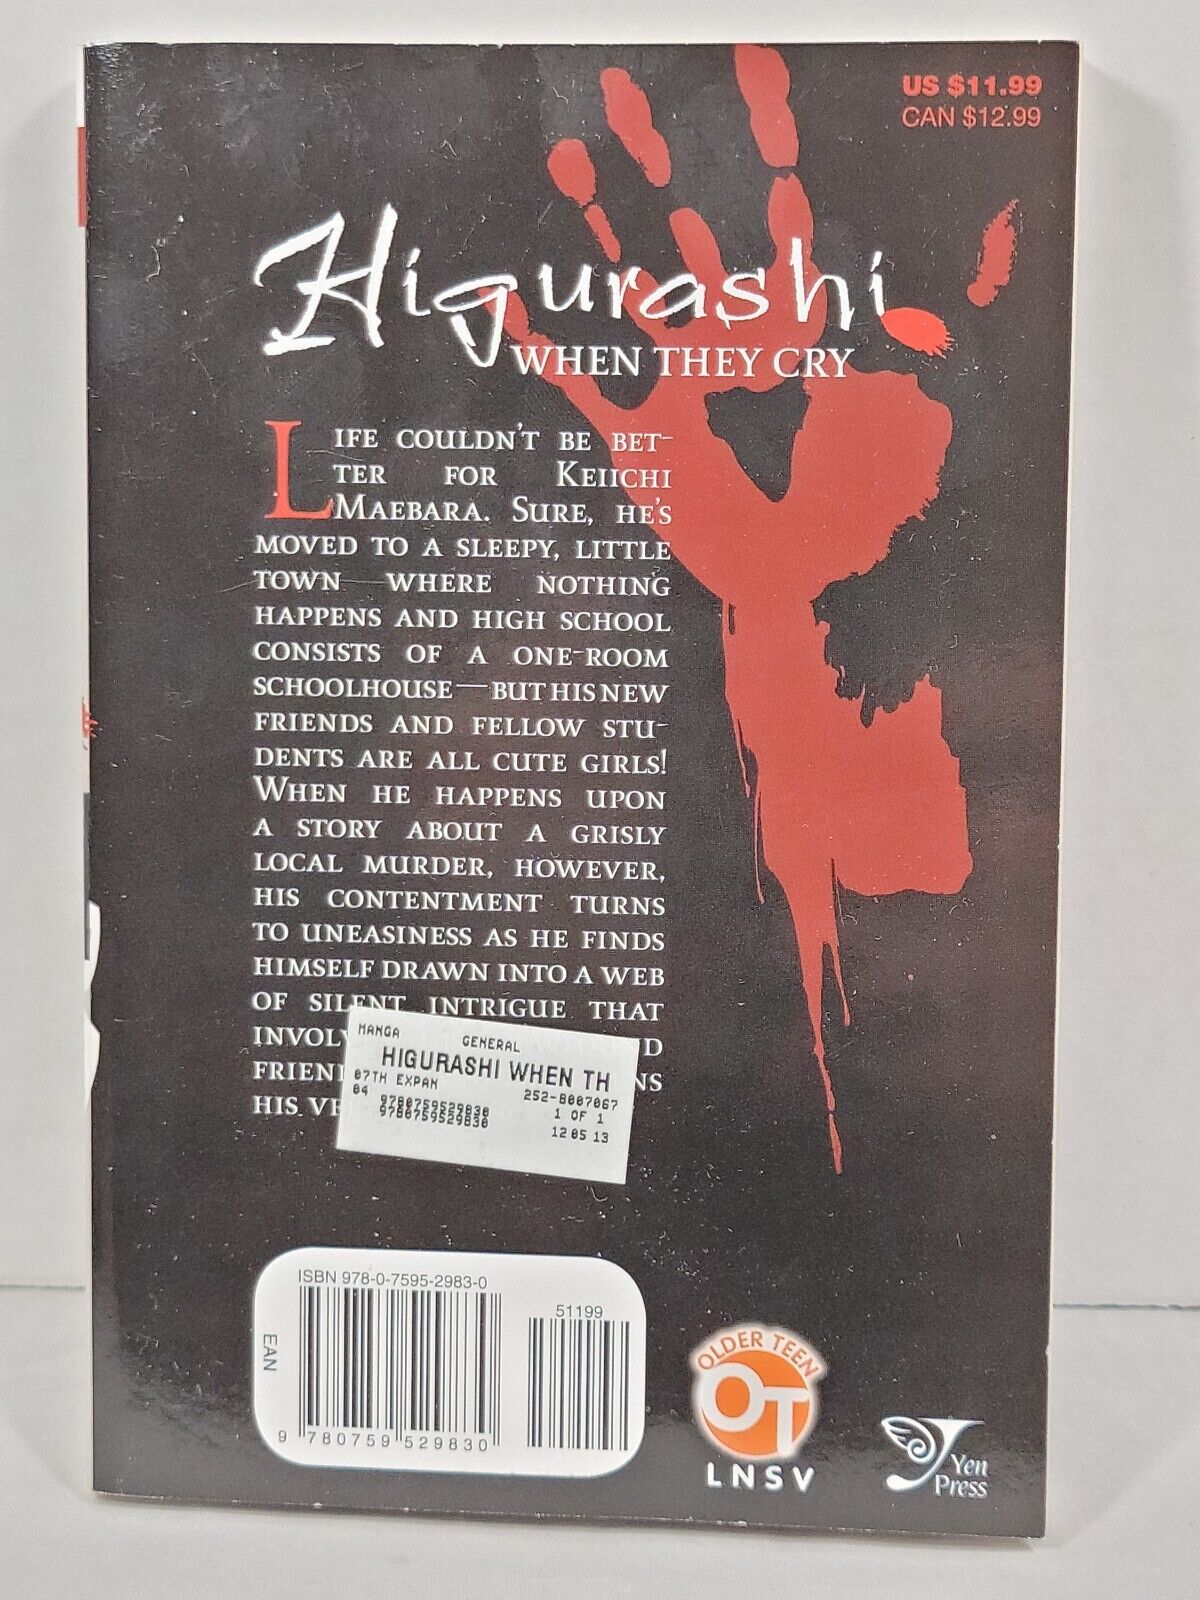 US $11.99
CAN $12.99
Higurashi
WHEN THEY CRY
LIFE COULDN'T BE BET-
TER FOR KEIICHI
MAEBARA. SURE, HE'S
MOVED TO A SLEEPY, LITTLE
TOWN WHERE NOTHING
HAPPENS AND HIGH SCHOOL
CONSISTS OF A ONE-ROOM
SCHOOLHOUSE—BUT HIS NEW
FRIENDS AND FELLOW STU-
DENTS ARE ALL CUTE GIRLS!
WHEN HE HAPPENS UPON
A STORY ABOUT A GRISLY
LOCAL MURDER, HOWEVER,
HIS CONTENTMENT TURNS
TO UNEASINESS AS HE FINDS
HIMSELF DRAWN INTO A WEB
OF SILENT INTRIGUE THAT
HIS
MANGA
GENERAL
HIGURASHI WHEN TH
07TH EXPAN
252-8007067
04 9780759529830
1 OF 1
9780759529830
12 05 13
ISBN 978-0-7595-2983-0
51199
EAN
9 780759 529830
OLDER TEEN
OT
LNSV
Yen
Press